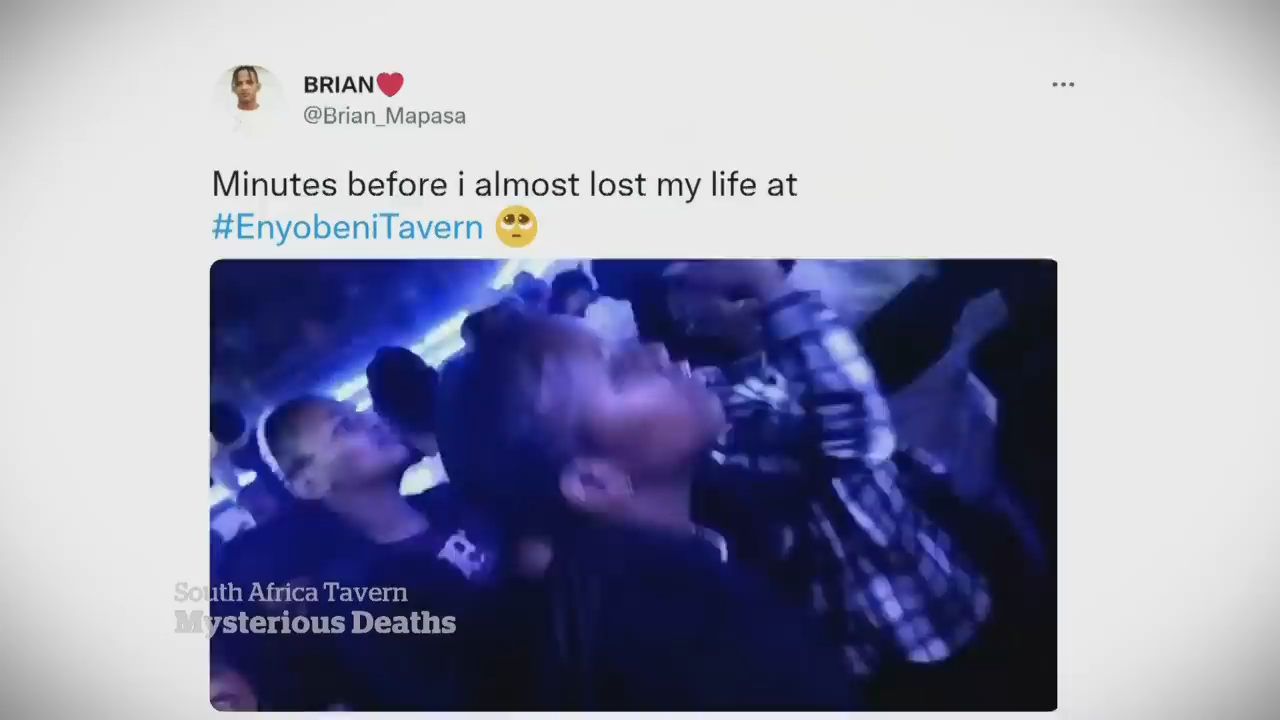 BRIAN❤️
@Brian_Mapasa
Minutes before i almost lost my life at
#EnyobeniTavern 🥺
B
South Africa Tavern
Mysterious Deaths